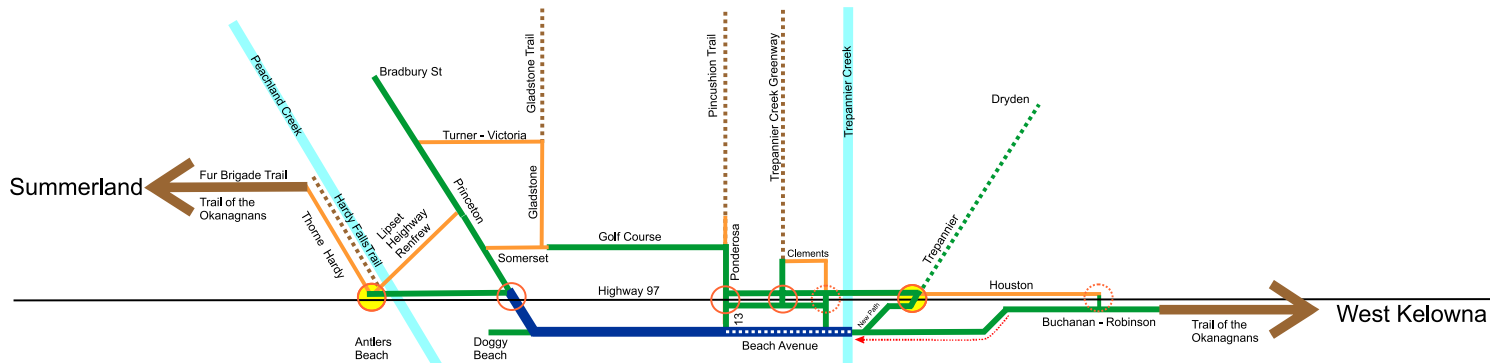 Bradbury St
Peachland Creek
Gladstone Trail
Pincushion Trail
Trepannier Creek Greenway
Trepannier Creek
Dryden
Turner - Victoria
Summerland
Fur Brigade Trail
Trail of the
Okanagnans
Hardy FallsTrail
Thorne Hardy
Lipset
Heighway
Renfrew
Princeton
Gladstone
Somerset
Golf Course
Ponderosa
Clements
Trepannier
Highway 97
Houston
13
New Path
Buchanan - Robinson
Trail of the
Okanagnans
West Kelowna
Antlers
Beach
Doggy
Beach
Beach Avenue